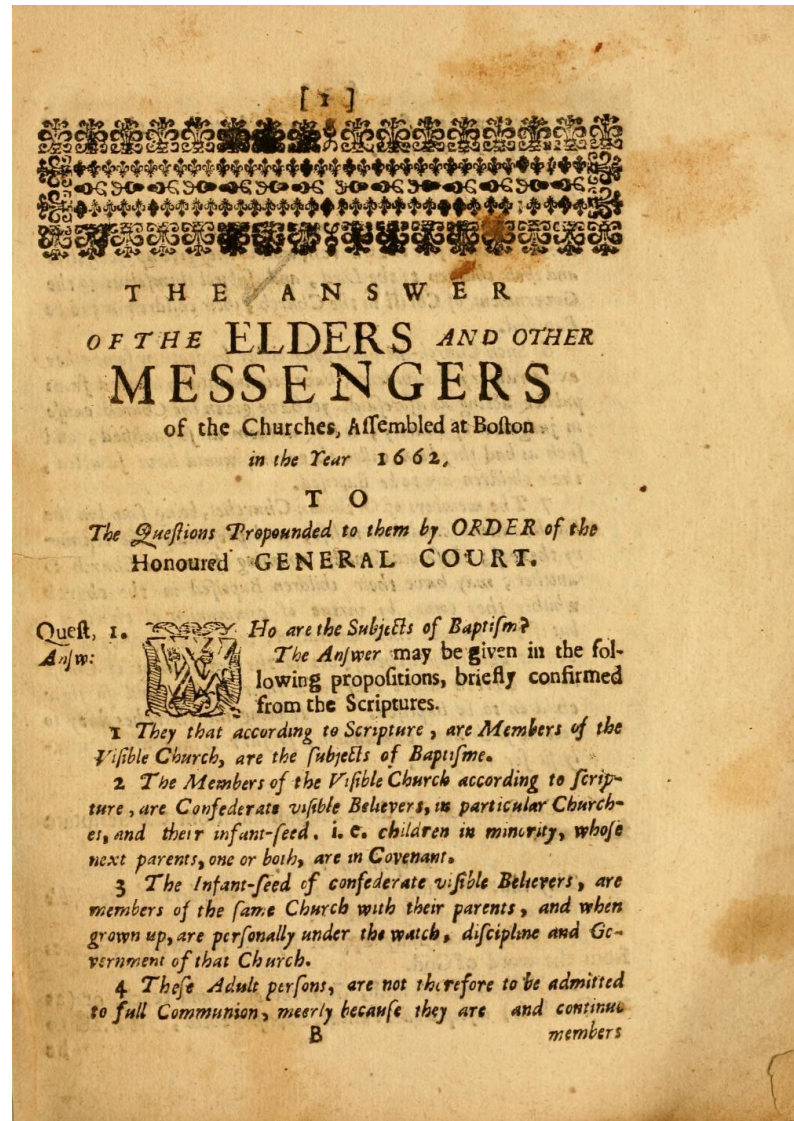 [ 1 ]
THE ANSWER
OF THE ELDERS AND OTHER
MESSENGERS
of the Churches, Aſſembled at Boſton
in the Year 1662,
TO
The Queſtions Propounded to them by ORDER of the
Honoured GENERAL COURT.
Queſt, 1. WHo are the Subjects of Baptiſm?
Anſw: The Anſwer may be given in the fol-
lowing propoſitions, briefly confirmed
from the Scriptures.
1 They that according to Scripture, are Members of the
Viſible Church, are the ſubjects of Baptiſme.
2 The Members of the Viſible Church according to ſcrip-
ture, are Confederate viſible Believers, in particular Church-
es, and their infant-ſeed. i. e. children in minority, whoſe
next parents, one or both, are in Covenant.
3 The Infant-ſeed of confederate viſible Believers, are
members of the ſame Church with their parents, and when
grown up, are perſonally under the watch, diſcipline and Go-
vernment of that Church.
4 Theſe Adult perſons, are not therefore to be admitted
to full Communion, meerly becauſe they are and continue
B members